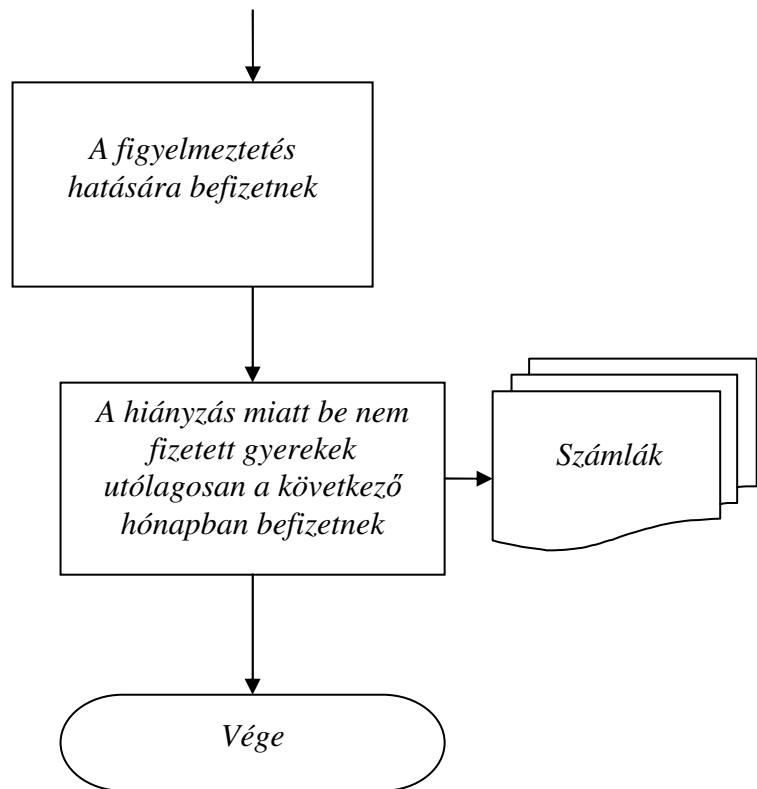 A figyelmeztetés
hatására befizetnek
A hiányzás miatt be nem
fizetett gyerekek
utólagosan a következő
hónapban befizetnek
Számlák
Vége